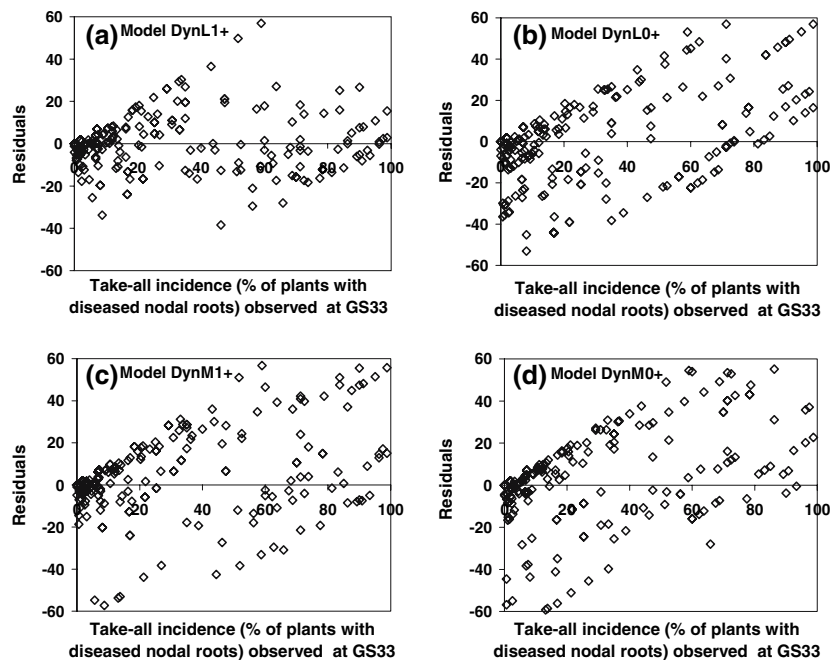 (a) Model DynL1+
60
40
20
0
-20
-40
-60
0 20 40 60 80 100
Residuals
Take-all incidence (% of plants with
diseased nodal roots) observed at GS33
(b) Model DynL0+
60
40
20
0
-20
-40
-60
0 20 40 60 80 100
Residuals
Take-all incidence (% of plants with
diseased nodal roots) observed at GS33
(c) Model DynM1+
60
40
20
0
-20
-40
-60
0 20 40 60 80 100
Residuals
Take-all incidence (% of plants with
diseased nodal roots) observed at GS33
(d) Model DynM0+
60
40
20
0
-20
-40
-60
0 20 40 60 80 100
Residuals
Take-all incidence (% of plants with
diseased nodal roots) observed at GS33